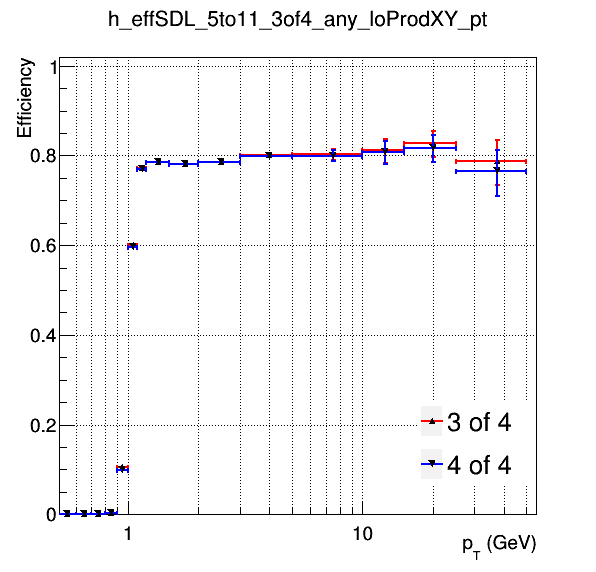 h_effSDL_5to11_3of4_any_loProdXY_pt
Efficiency
1
0.8
0.6
0.4
0.2
0
3 of 4
4 of 4
1
10
p_T (GeV)